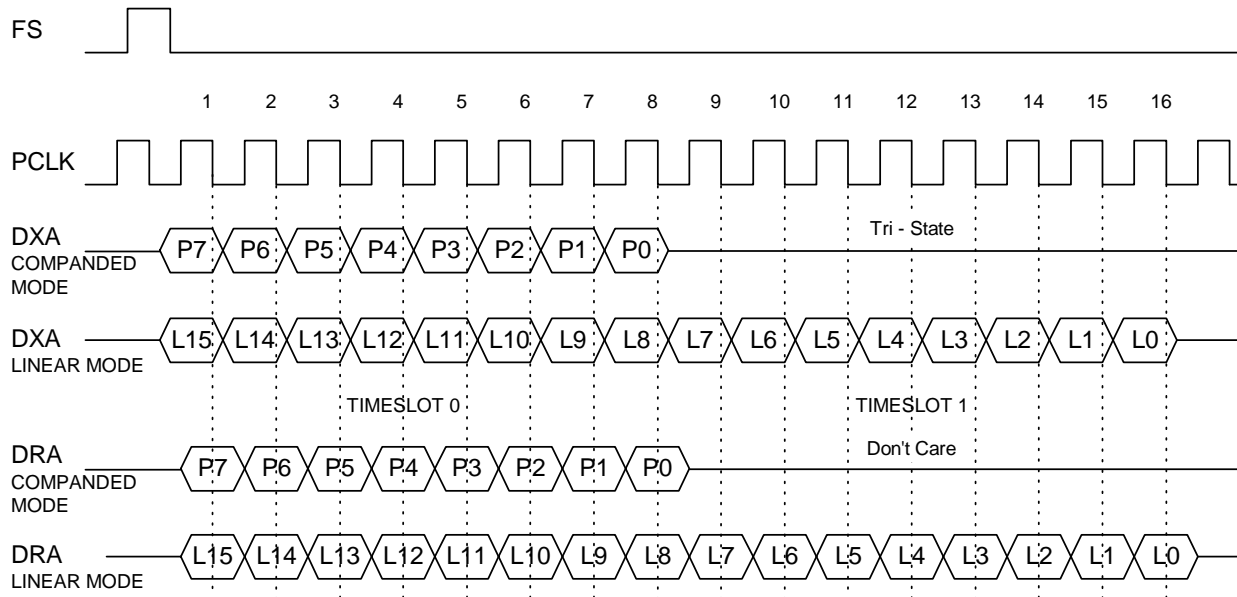 FS
1 2 3 4 5 6 7 8 9 10 11 12 13 14 15 16
PCLK
DXA
COMPANDED
MODE
P7 P6 P5 P4 P3 P2 P1 P0
Tri - State
DXA
LINEAR MODE
L15 L14 L13 L12 L11 L10 L9 L8 L7 L6 L5 L4 L3 L2 L1 L0
TIMESLOT 0 TIMESLOT 1
DRA
COMPANDED
MODE
P7 P6 P5 P4 P3 P2 P1 P0
Don't Care
DRA
LINEAR MODE
L15 L14 L13 L12 L11 L10 L9 L8 L7 L6 L5 L4 L3 L2 L1 L0